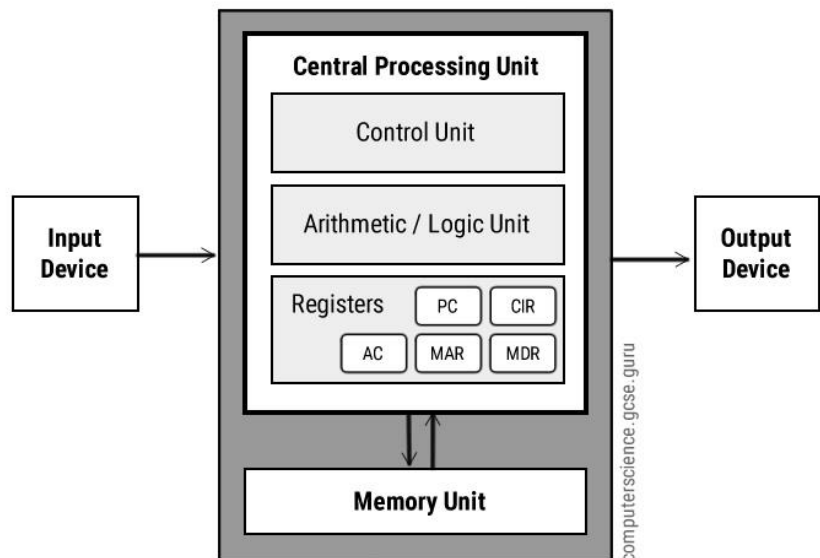 Central Processing Unit
Control Unit
Arithmetic / Logic Unit
Input
Device
Output
Device
Registers
PC
CIR
AC
MAR
MDR
Memory Unit
computerscience.gcse.guru